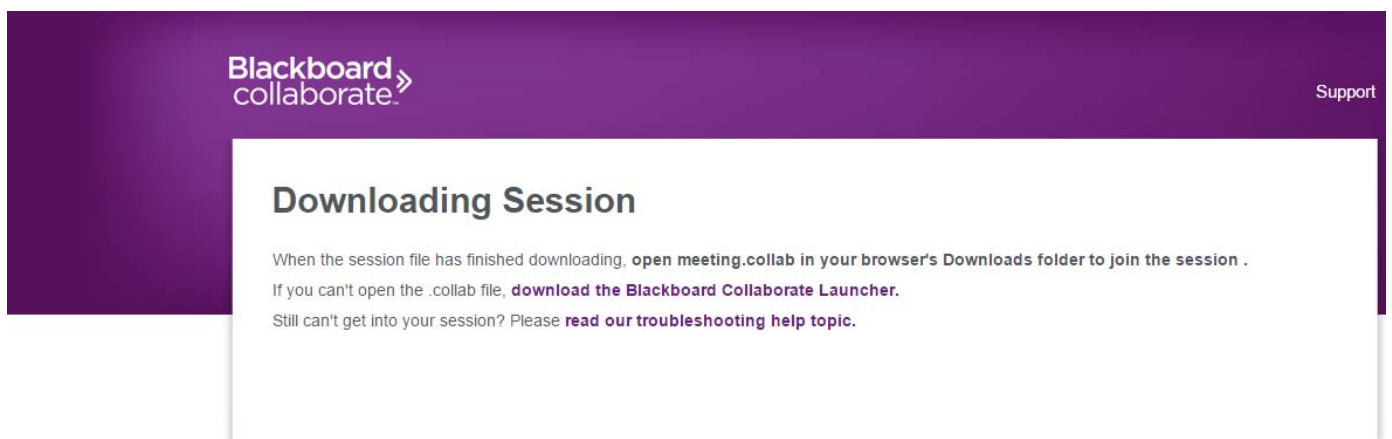 Blackboard
collaborate™
Support
Downloading Session
When the session file has finished downloading, open meeting.collab in your browser's Downloads folder to join the session .
If you can't open the .collab file, download the Blackboard Collaborate Launcher.
Still can't get into your session? Please read our troubleshooting help topic.